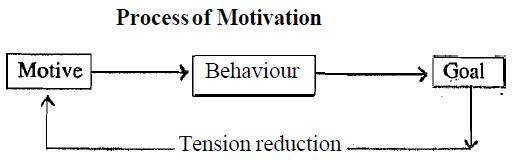 Process of Motivation
Motive
Behaviour
Goal
Tension reduction